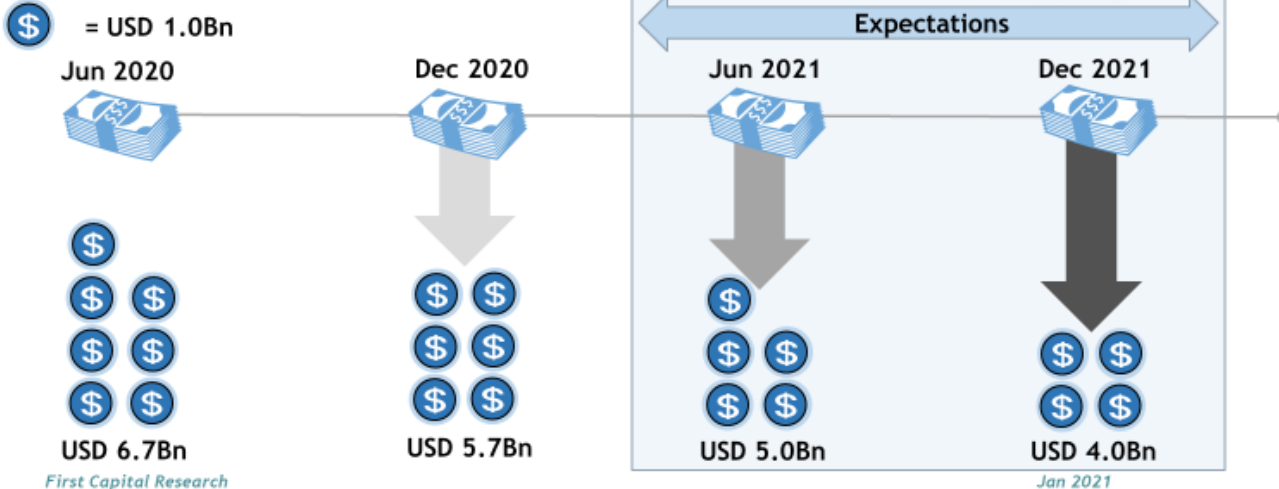 = USD 1.0Bn
Expectations
Jun 2020
Dec 2020
Jun 2021
Dec 2021
USD 6.7Bn
USD 5.7Bn
USD 5.0Bn
USD 4.0Bn
First Capital Research
Jan 2021